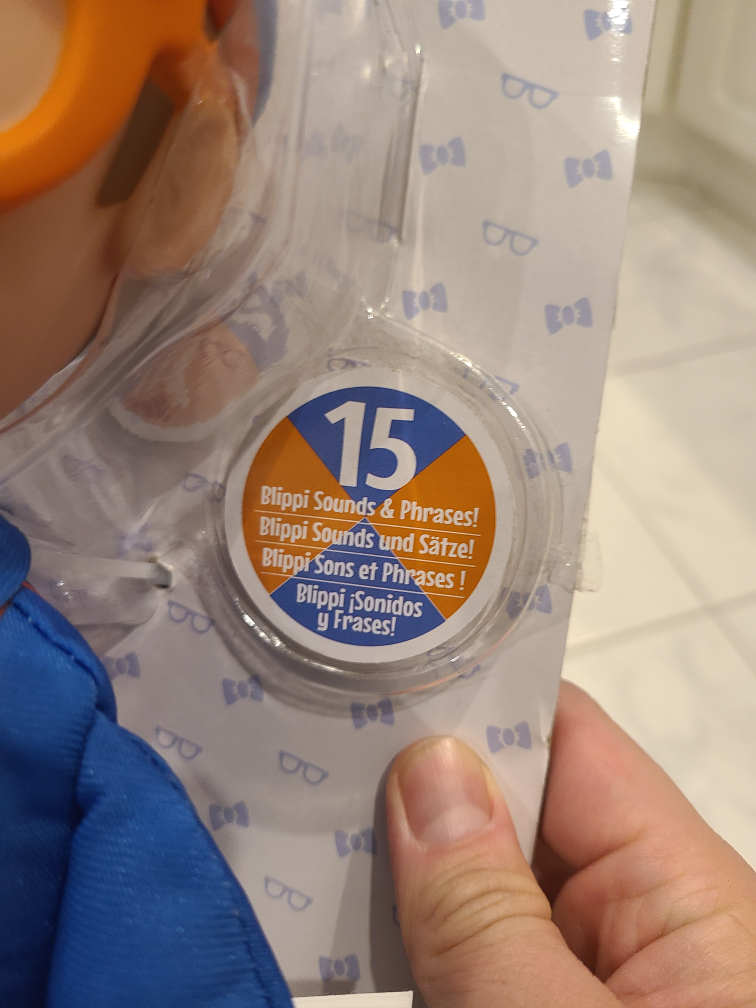 15
Blippi Sounds & Phrases!
Blippi Sounds und Sätze!
Blippi Sons et Phrases !
Blippi ¡Sonidos
y Frases!